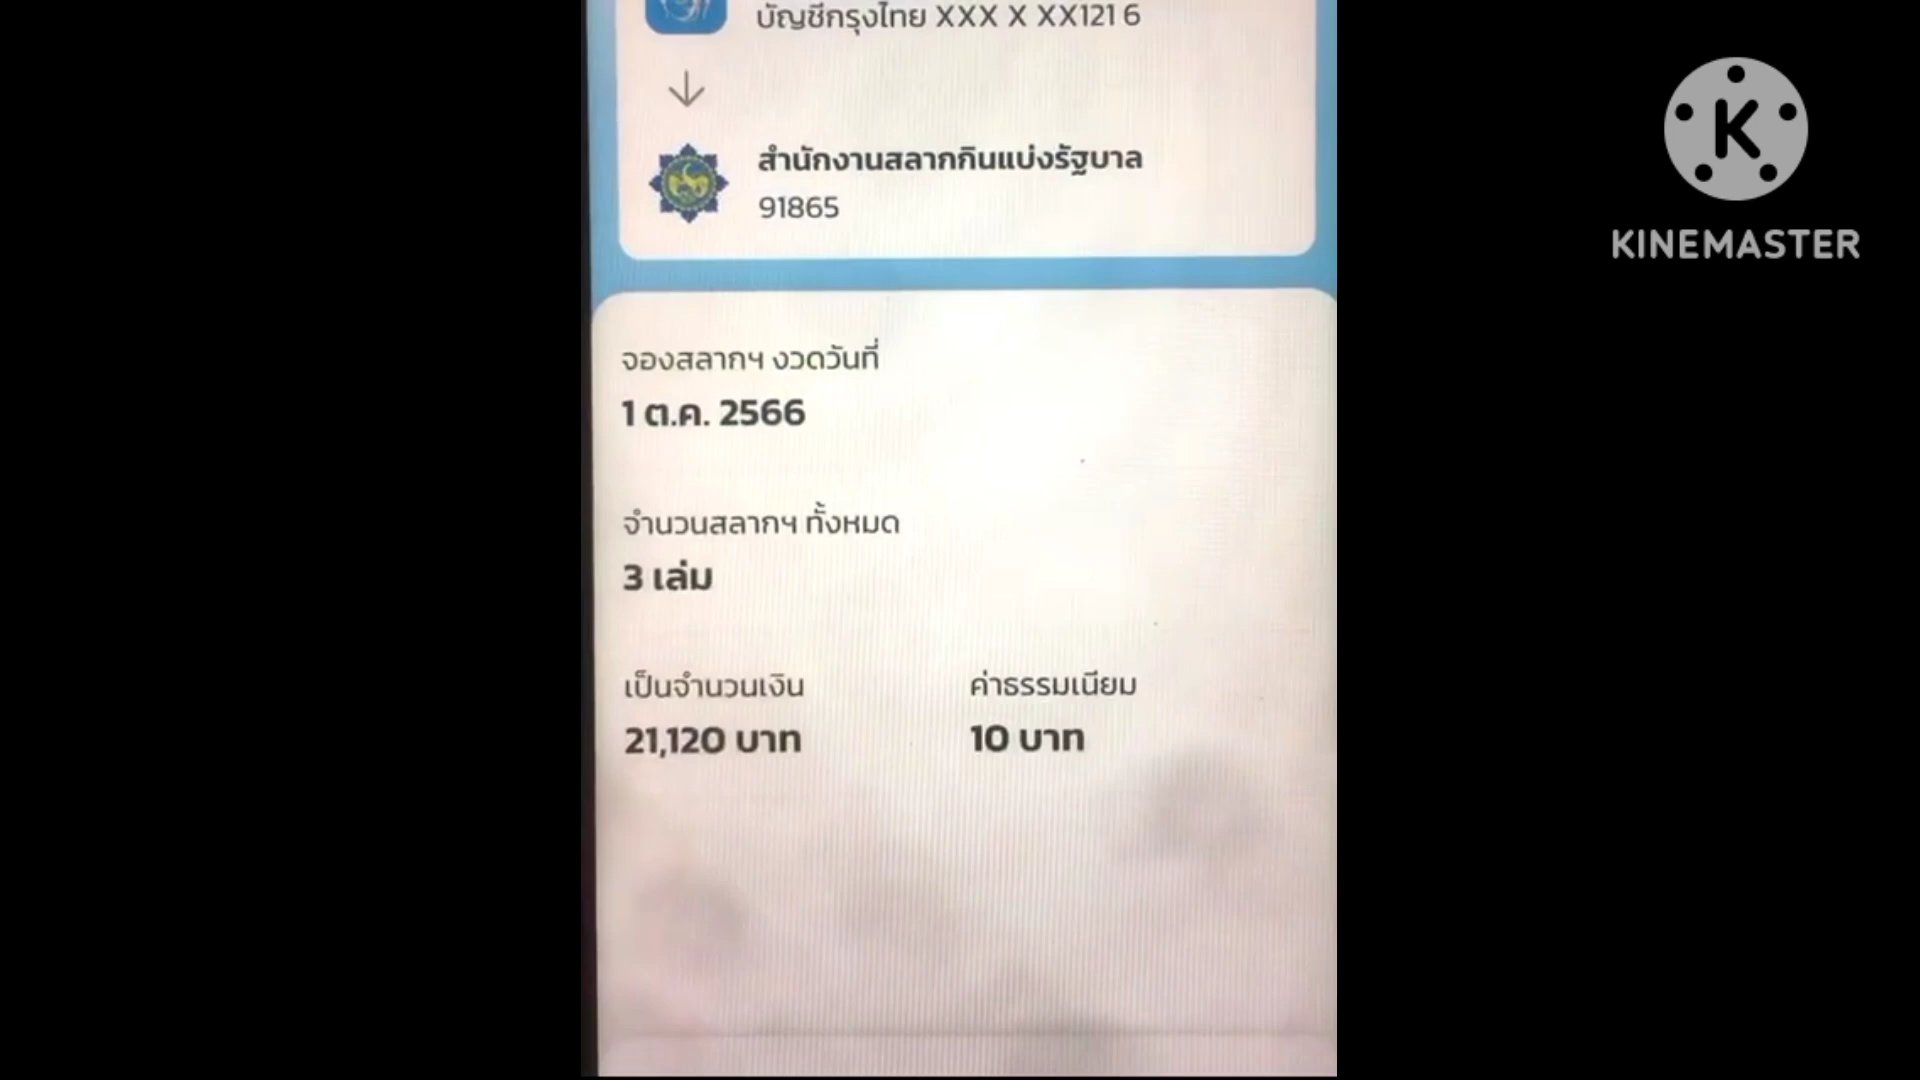 บัญชีกรุงไทย XXX X XX121 6
สำนักงานสลากกินแบ่งรัฐบาล
91865
จองสลากฯ งวดวันที่
1 ต.ค. 2566
จำนวนสลากฯ ทั้งหมด
3 เล่ม
เป็นจำนวนเงิน ค่าธรรมเนียม
21,120 บาท 10 บาท
K
KINEMASTER